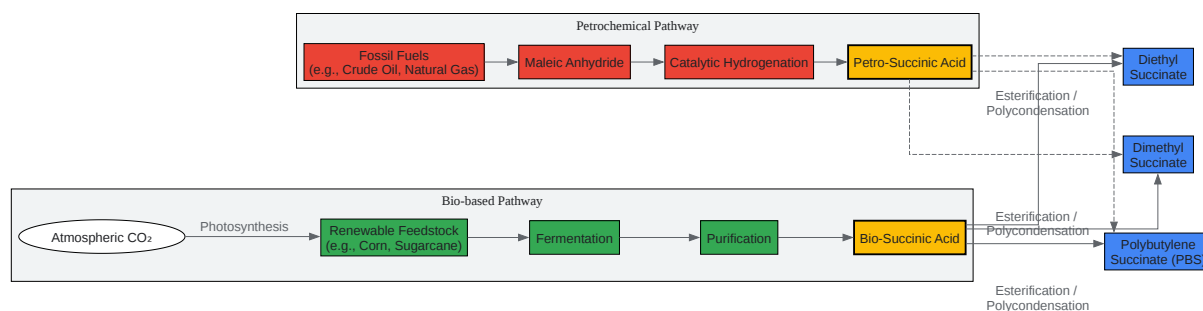 Petrochemical Pathway
Fossil Fuels
(e.g., Crude Oil, Natural Gas)
Maleic Anhydride
Catalytic Hydrogenation
Petro-Succinic Acid
Diethyl
Succinate
Esterification /
Polycondensation
Dimethyl
Succinate
Bio-based Pathway
Atmospheric CO₂
Photosynthesis
Renewable Feedstock
(e.g., Corn, Sugarcane)
Fermentation
Purification
Bio-Succinic Acid
Esterification /
Polycondensation
Polybutylene
Succinate (PBS)
Esterification /
Polycondensation